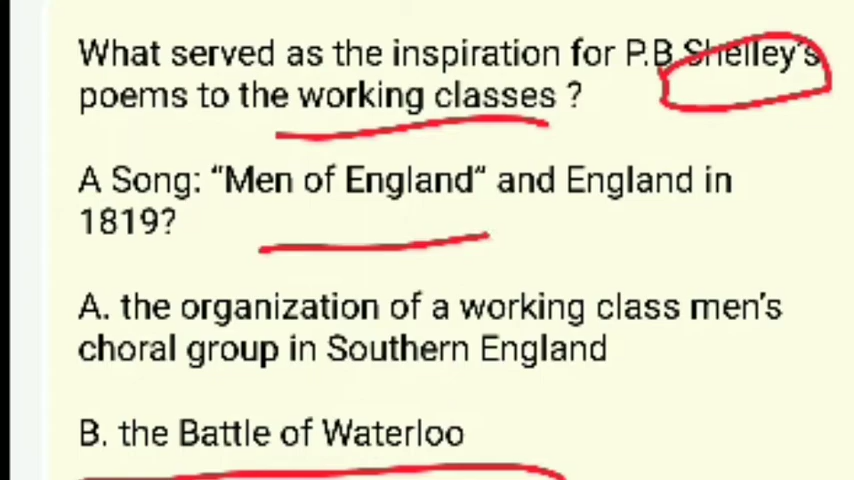 What served as the inspiration for P.B Shelley's
poems to the working classes ?
A Song: “Men of England“ and England in
1819?
A. the organization of a working class men's
choral group in Southern England
B. the Battle of Waterloo